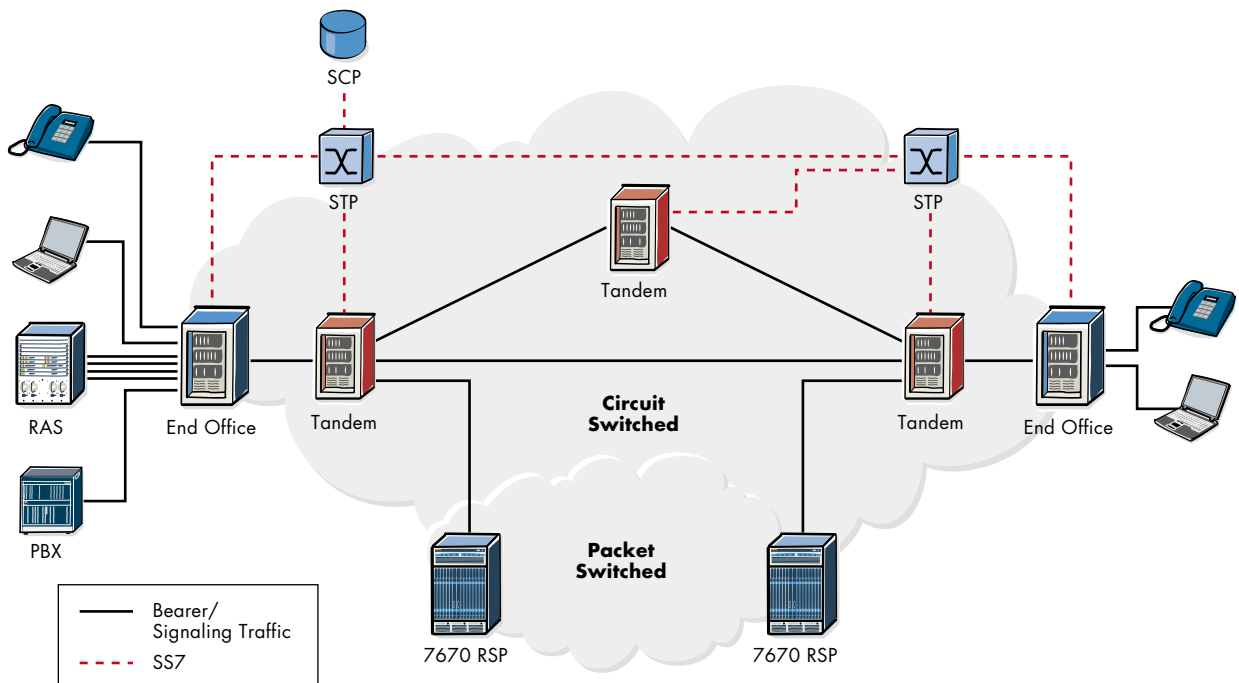 SCP
STP
STP
Tandem
RAS
End Office
Tandem
Circuit
Switched
Tandem
End Office
PBX
Packet
Switched
Bearer/
Signaling Traffic
SS7
7670 RSP
7670 RSP